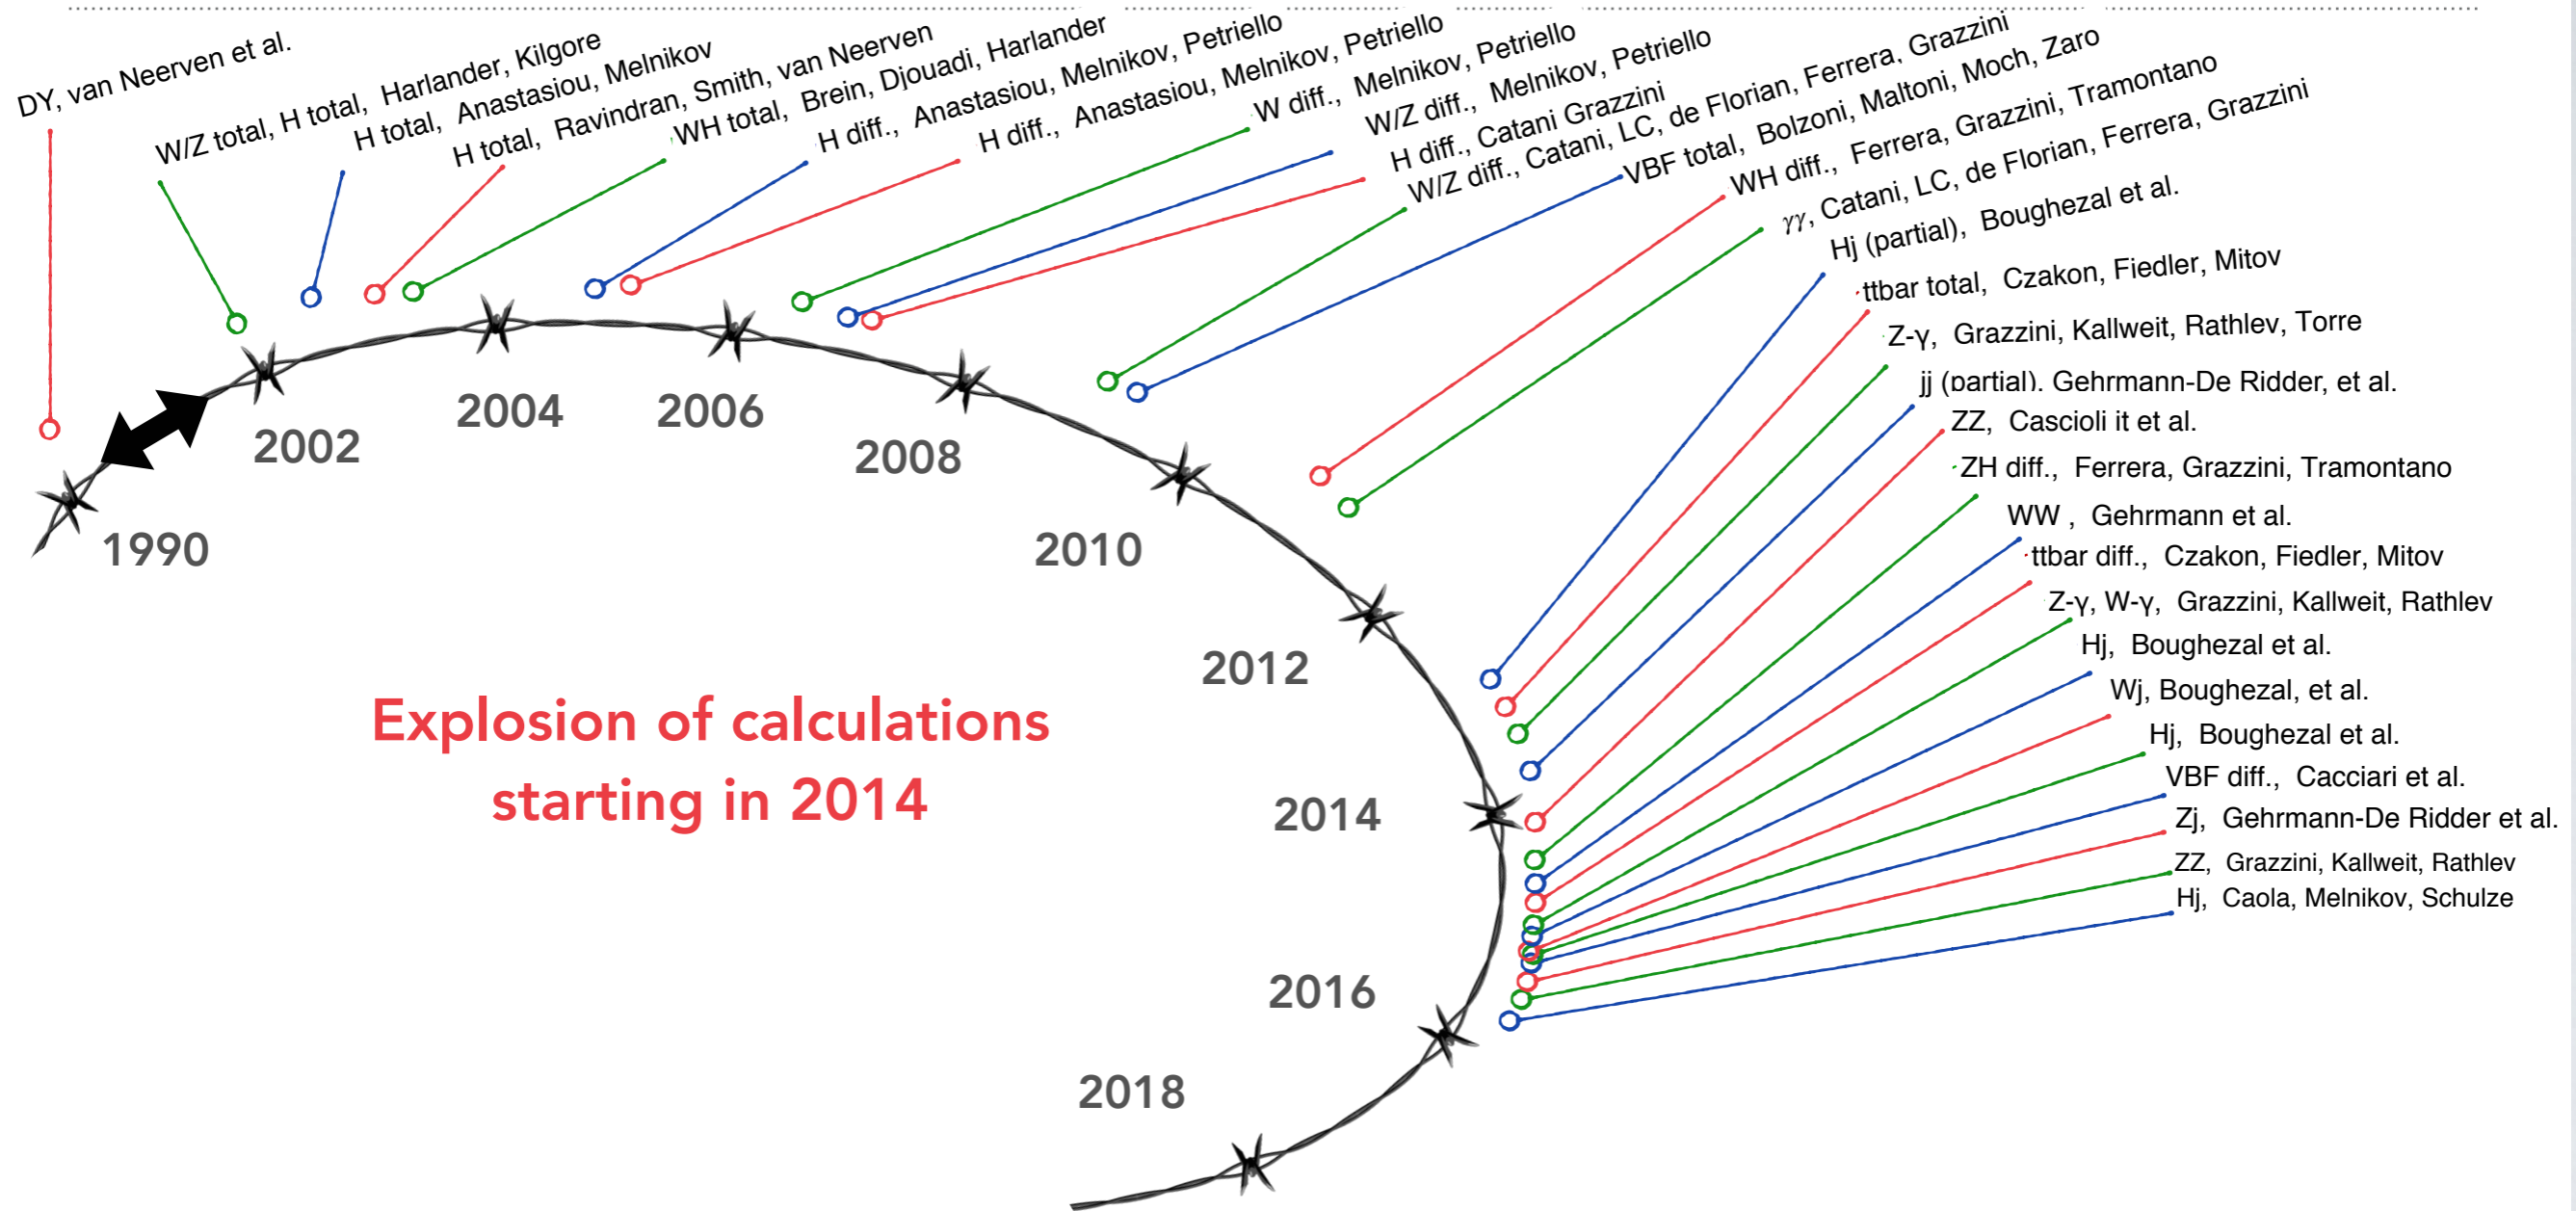 DY, van Neerven et al.
W/Z total, H total, Harlander, Kilgore
H total, Anastasiou, Melnikov
H total, Ravindran, Smith, van Neerven
WH total, Brein, Djouadi, Harlander
H diff., Anastasiou, Melnikov, Petriello
H diff., Anastasiou, Melnikov, Petriello
W diff., Melnikov, Petriello
W/Z diff., Melnikov, Petriello
H diff., Catani Grazzini
W/Z diff., Catani, LC, de Florian, Ferrera, Grazzini
VBF total, Bolzoni, Maltoni, Moch, Zaro
WH diff., Ferrera, Grazzini, Tramontano
γγ, Catani, LC, de Florian, Ferrera, Grazzini
Hj (partial), Boughezal et al.
ttbar total, Czakon, Fiedler, Mitov
Z-γ, Grazzini, Kallweit, Rathlev, Torre
jj (partial). Gehrmann-De Ridder, et al.
ZZ, Cascioli it et al.
ZH diff., Ferrera, Grazzini, Tramontano
WW , Gehrmann et al.
ttbar diff., Czakon, Fiedler, Mitov
Z-γ, W-γ, Grazzini, Kallweit, Rathlev
Hj, Boughezal et al.
Wj, Boughezal, et al.
Hj, Boughezal et al.
VBF diff., Cacciari et al.
Zj, Gehrmann-De Ridder et al.
ZZ, Grazzini, Kallweit, Rathlev
Hj, Caola, Melnikov, Schulze
1990
2002
2004
2006
2008
2010
2012
2014
2016
2018
Explosion of calculations
starting in 2014